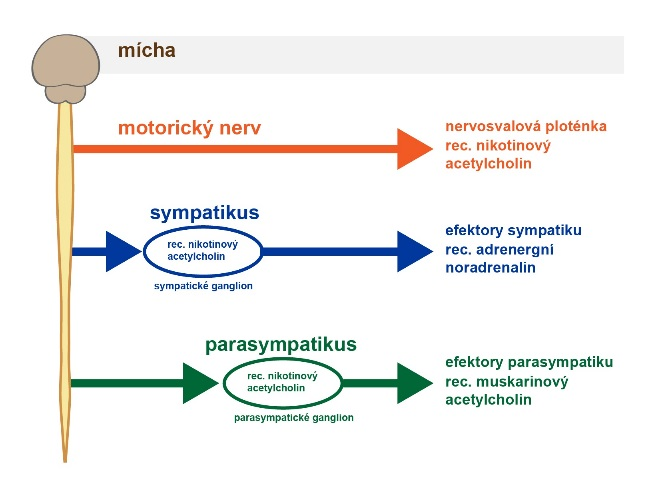 mícha
motorický nerv
nervosvalová ploténka
rec. nikotinový
acetylcholin
sympatikus
rec. nikotinový
acetylcholin
sympatické ganglion
efektory sympatiku
rec. adrenergní
noradrenalin
parasympatikus
rec. nikotinový
acetylcholin
parasympatické ganglion
efektory parasympatiku
rec. muskarinový
acetylcholin